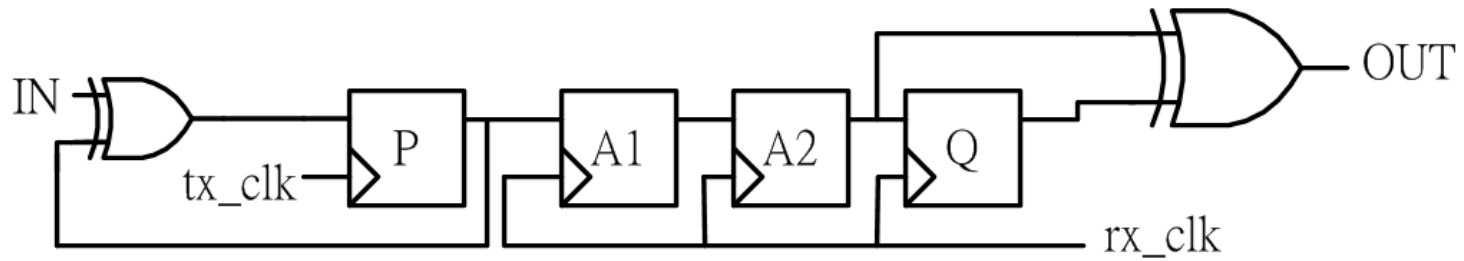 IN
tx_clk
P
A1
A2
Q
rx_clk
OUT